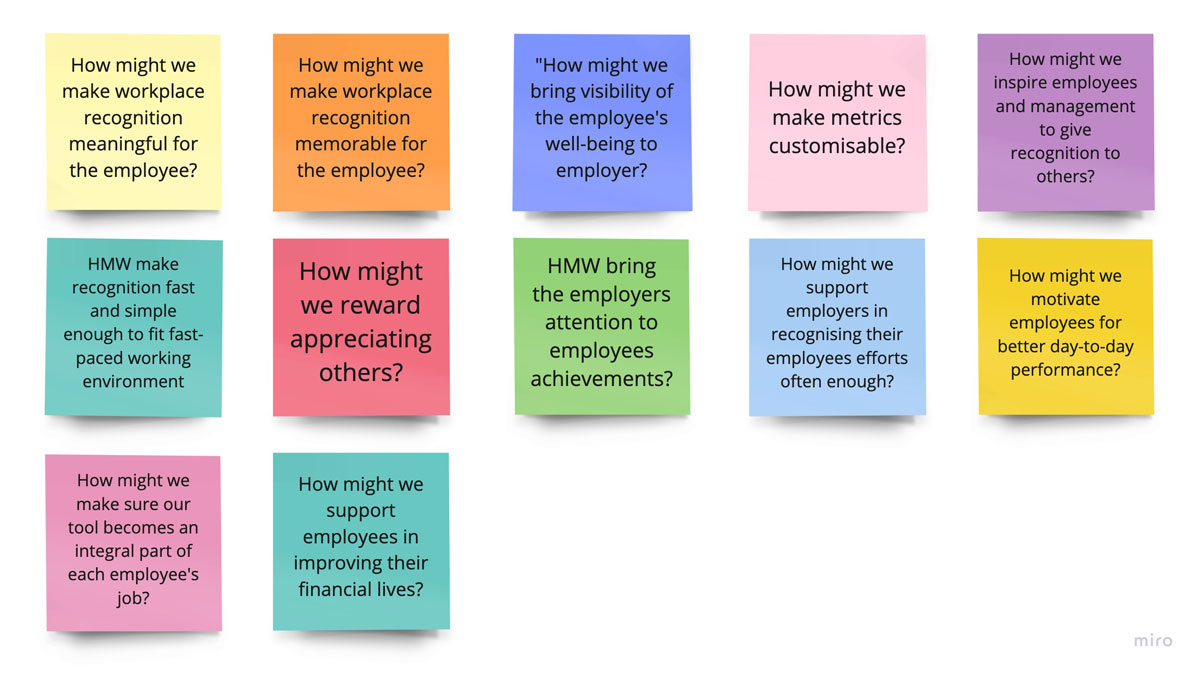 How might we
make workplace
recognition
meaningful for
the employee?
How might we
make workplace
recognition
memorable for
the employee?
"How might we
bring visibility of
the employee's
well-being to
employer?
How might we
make metrics
customisable?
How might we
inspire employees
and management
to give
recognition to
others?
HMW make
recognition fast
and simple
enough to fit fast-
paced working
environment
How might
we reward
appreciating
others?
HMW bring
the employers
attention to
employees
achievements?
How might we
support
employers in
recognising their
employees efforts
often enough?
How might we
motivate
employees for
better day-to-day
performance?
How might we
make sure our
tool becomes an
integral part of
each employee's
job?
How might we
support
employees in
improving their
financial lives?
miro